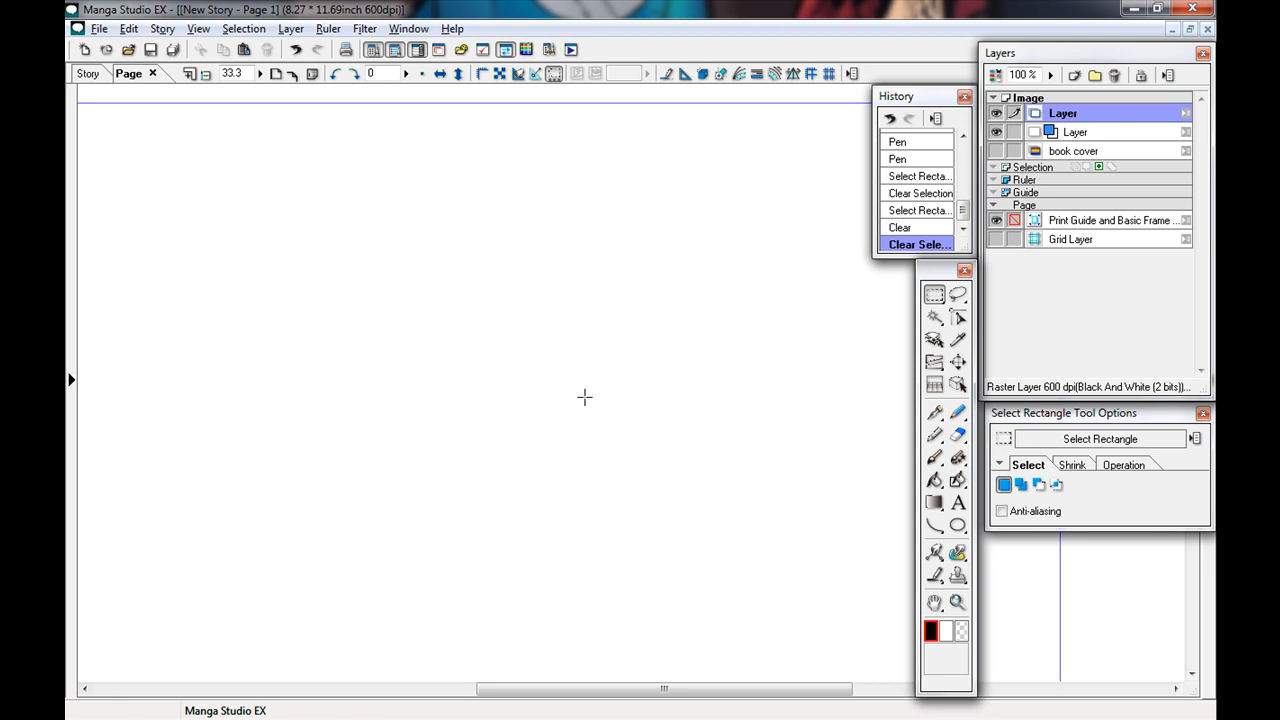 Manga Studio EX - [[New Story - Page 1] (8.27 * 11.69inch 600dpi)]
File Edit View Story Selection Layer Ruler Filter Window Help
Story Page 33.3 0
History
Pen
Pen
Select Recta...
Clear Selection
Select Recta...
Clear
Clear Sele...
Layers
100 %
Image
Layer
Layer
book cover
Selection
Ruler
Guide
Page
Print Guide and Basic Frame ...
Grid Layer
Raster Layer 600 dpi(Black And White (2 bits))...
Select Rectangle Tool Options
Select Rectangle
Select Shrink Operation
Anti-aliasing
A
Manga Studio EX